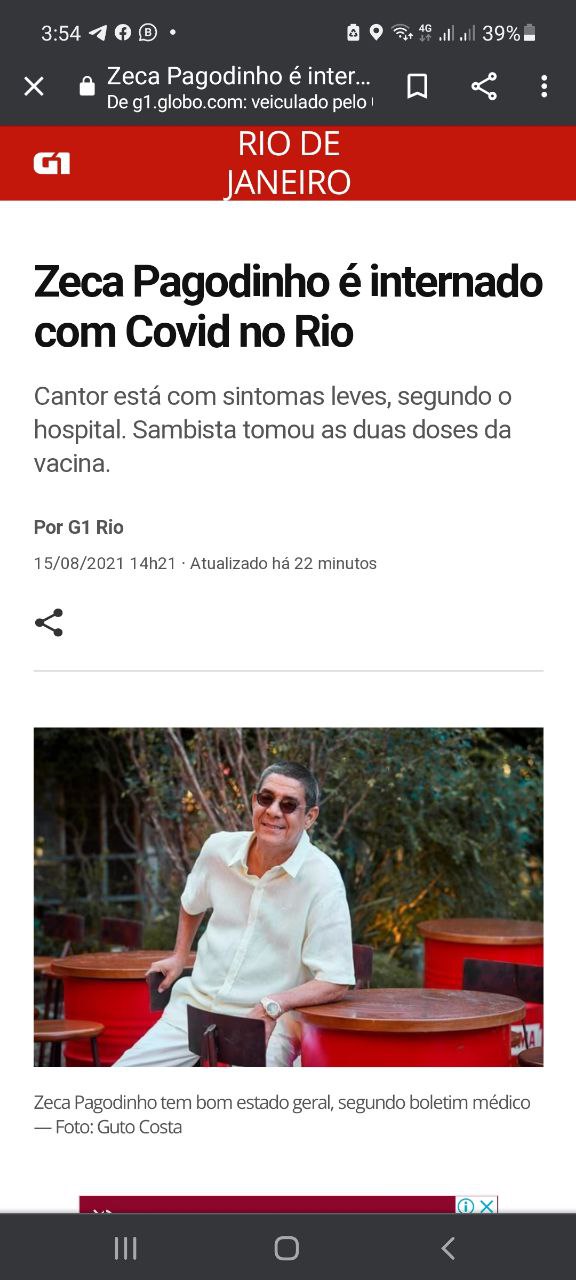 3:54
4G
39%
Zeca Pagodinho é inter...
De g1.globo.com: veiculado pelo
G1
RIO DE
JANEIRO
Zeca Pagodinho é internado
com Covid no Rio
Cantor está com sintomas leves, segundo o
hospital. Sambista tomou as duas doses da
vacina.
Por G1 Rio
15/08/2021 14h21 · Atualizado há 22 minutos
Zeca Pagodinho tem bom estado geral, segundo boletim médico
— Foto: Guto Costa